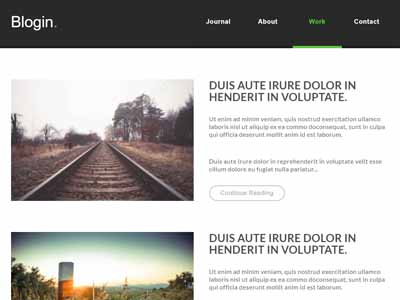 Blogin.
Journal About Work Contact
DUIS AUTE IRURE DOLOR IN
HENDERIT IN VOLUPTATE.
Ut enim ad minim veniam, quis nostrud exercitation ullamco
laboris nisi ut aliquip ex ea commo doconsequat, sunt in culpa
qui officia deserunt mollit anim id est laborum.
Duis aute irure dolor in reprehenderit in voluptate velit esse
cillum dolore eu fugiat nulla pariatur...
Continue Reading
DUIS AUTE IRURE DOLOR IN
HENDERIT IN VOLUPTATE.
Ut enim ad minim veniam, quis nostrud exercitation ullamco
laboris nisi ut aliquip ex ea commo doconsequat, sunt in culpa
qui officia deserunt mollit anim id est laborum.